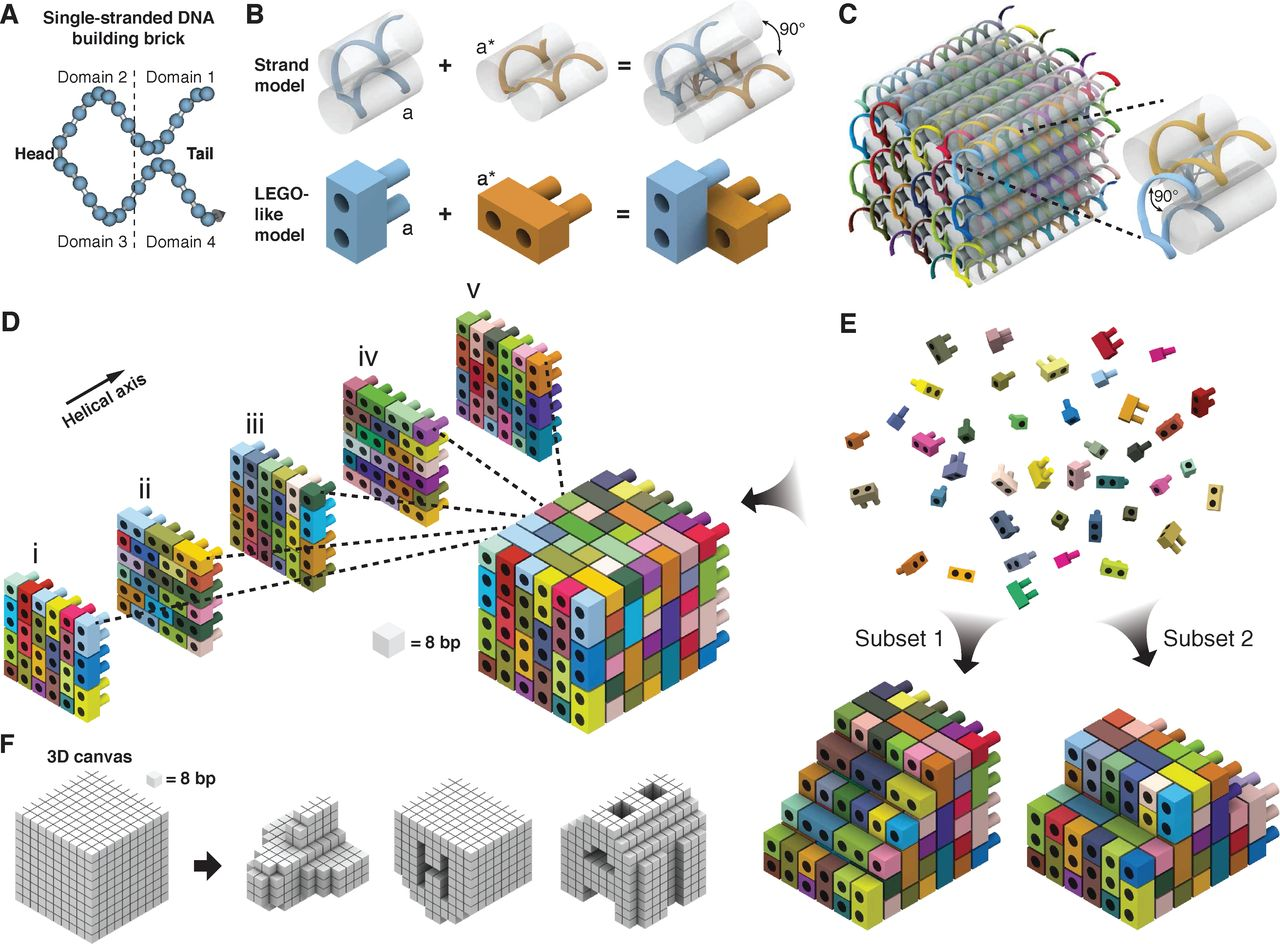 A
Single-stranded DNA
building brick
Domain 2
Domain 1
Head
Tail
Domain 3
Domain 4
B
Strand
model
a
+
a*
=
90°
LEGO-
like
model
a
+
a*
=
C
90°
D
Helical axis
i
ii
iii
iv
v
= 8 bp
E
Subset 1
Subset 2
F
3D canvas
= 8 bp